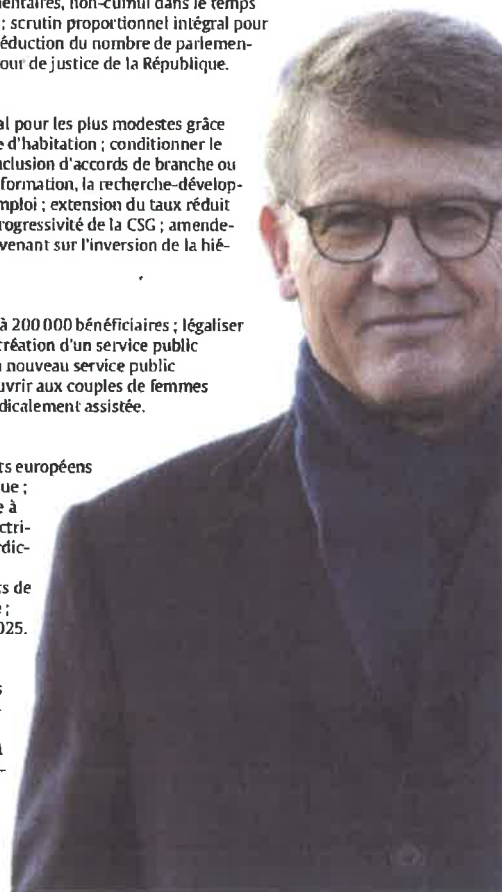 mentaires, non-cumul dans le temps
; scrutin proportionnel intégral pour
éduction du nombre de parlemen-
our de justice de la République.
al pour les plus modestes grâce
e d'habitation ; conditionner le
nclusion d'accords de branche ou
formation, la recherche-dévelop-
mploi ; extension du taux réduit
rogressivité de la CSG ; amende-
venant sur l'inversion de la hié-
à 200 000 bénéficiaires ; légaliser
création d'un service public
nouveau service public
uvrir aux couples de femmes
dicalement assistée.
ts européens
ue ;
e à
ctri-
rdic-
ts de
e ;
025.